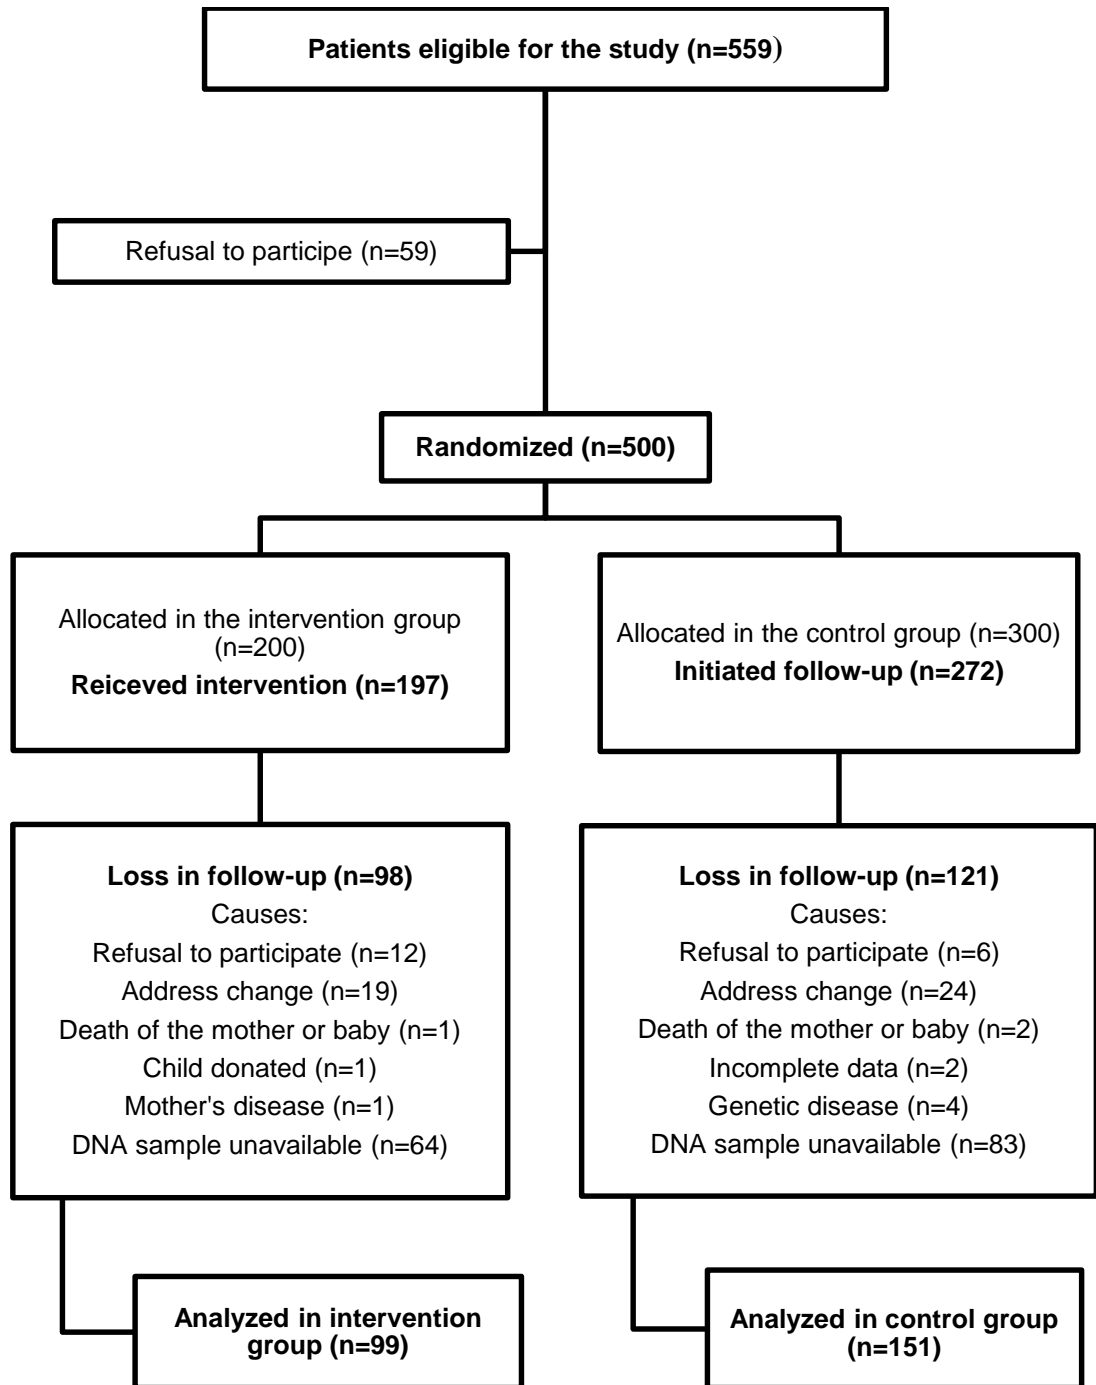 Patients eligible for the study (n=559)
Refusal to participe (n=59)
Randomized (n=500)
Allocated in the intervention group
(n=200)
Reiceved intervention (n=197)
Allocated in the control group (n=300)
Initiated follow-up (n=272)
Loss in follow-up (n=98)
Causes:
Refusal to participate (n=12)
Address change (n=19)
Death of the mother or baby (n=1)
Child donated (n=1)
Mother's disease (n=1)
DNA sample unavailable (n=64)
Loss in follow-up (n=121)
Causes:
Refusal to participate (n=6)
Address change (n=24)
Death of the mother or baby (n=2)
Incomplete data (n=2)
Genetic disease (n=4)
DNA sample unavailable (n=83)
Analyzed in intervention
group (n=99)
Analyzed in control group
(n=151)